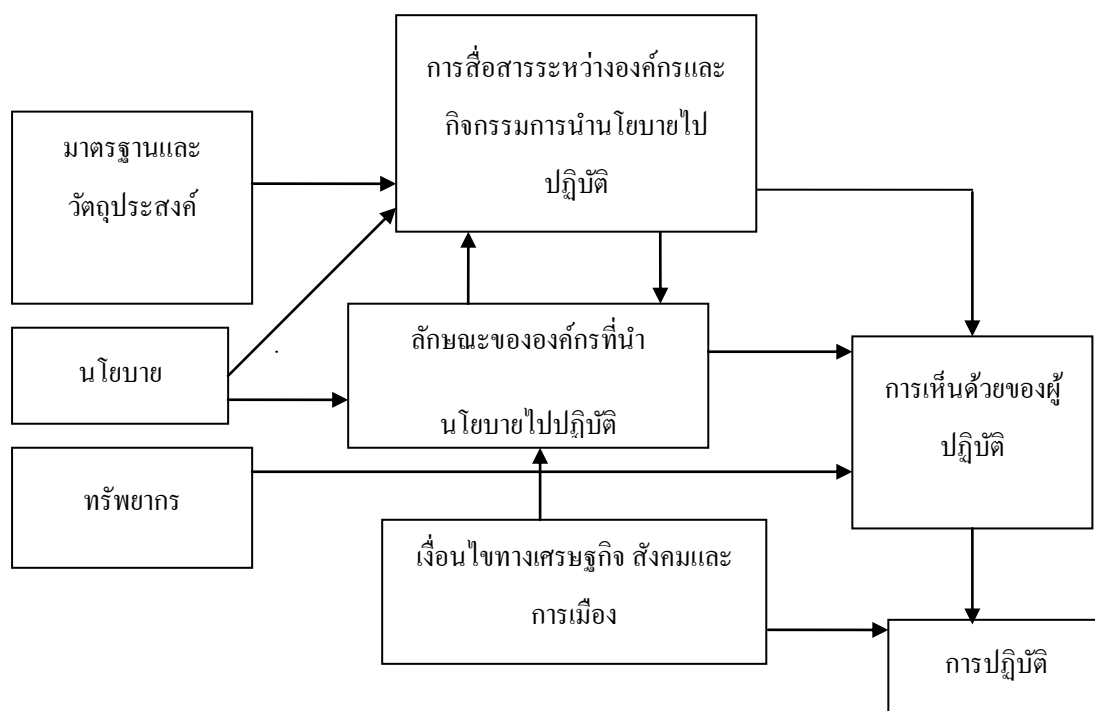 การสื่อสารระหว่างองค์กรและ
กิจกรรมการนำนโยบายไป
ปฏิบัติ
มาตรฐานและ
วัตถุประสงค์
ลักษณะขององค์กรที่นำ
นโยบายไปปฎิบัติ
นโยบาย
การเห็นด้วยของผู้
ปฏิบัติ
ทรัพยากร
เงื่อนไขทางเศรษฐกิจ สังคมและ
การเมือง
การปฏิบัติ